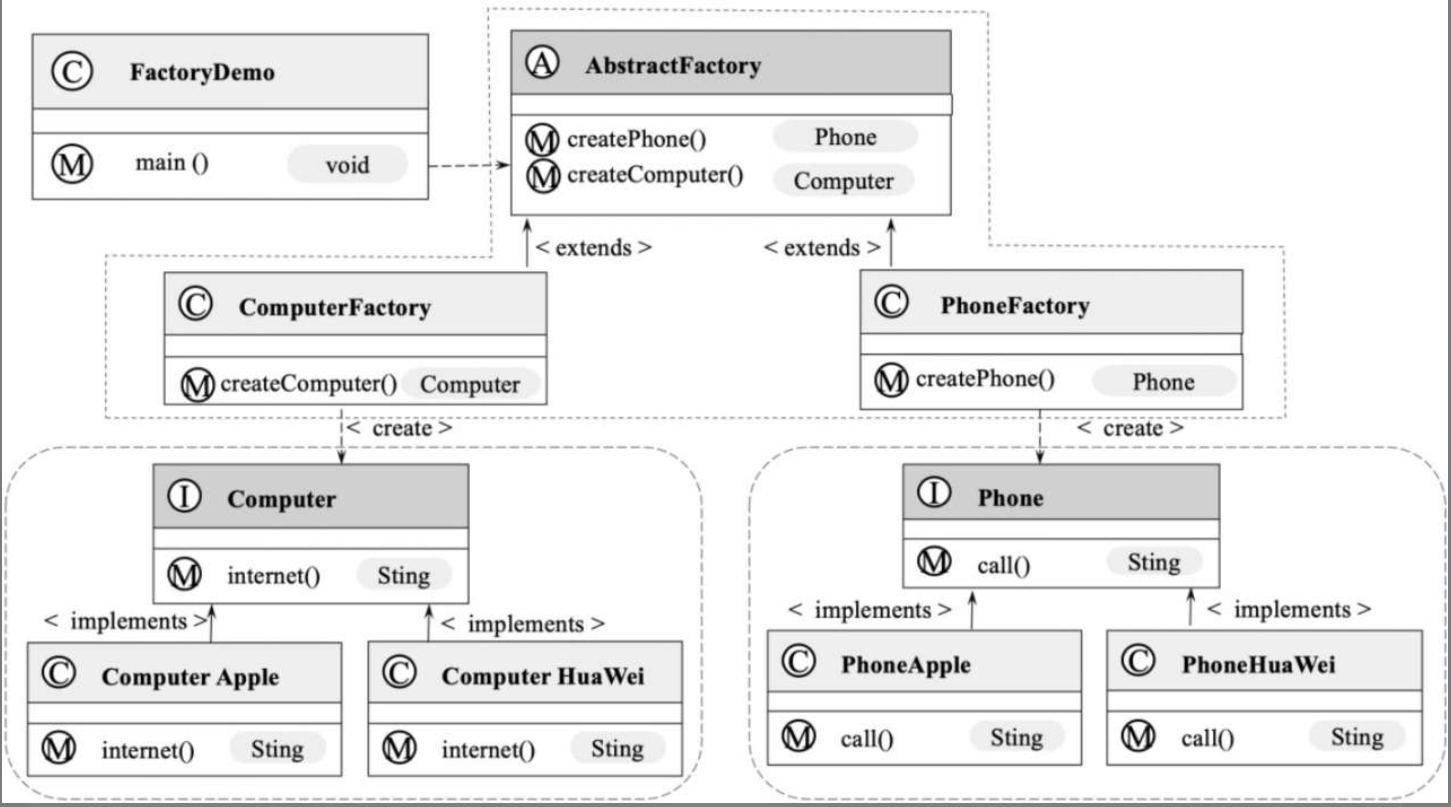 C FactoryDemo
M main () void
A AbstractFactory
M createPhone() Phone
M createComputer() Computer
< extends >
< extends >
C ComputerFactory
M createComputer() Computer
C PhoneFactory
M createPhone() Phone
< create >
< create >
I Computer
M internet() Sting
I Phone
M call() Sting
< implements >
< implements >
< implements >
< implements >
C Computer Apple
M internet() Sting
C Computer HuaWei
M internet() Sting
C PhoneApple
M call() Sting
C PhoneHuaWei
M call() Sting